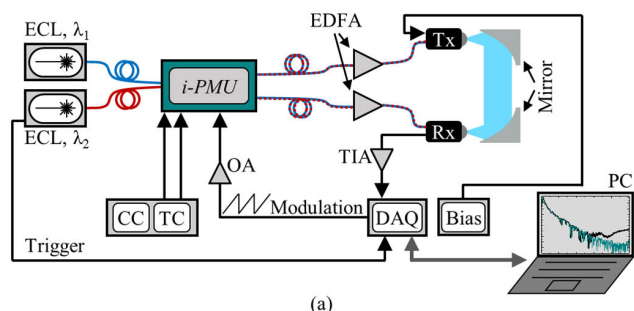 ECL, λ1
EDFA
Tx
i-PMU
ECL, λ2
Mirror
Rx
OA
TIA
PC
CC
TC
Modulation
DAQ
Bias
Trigger
(a)